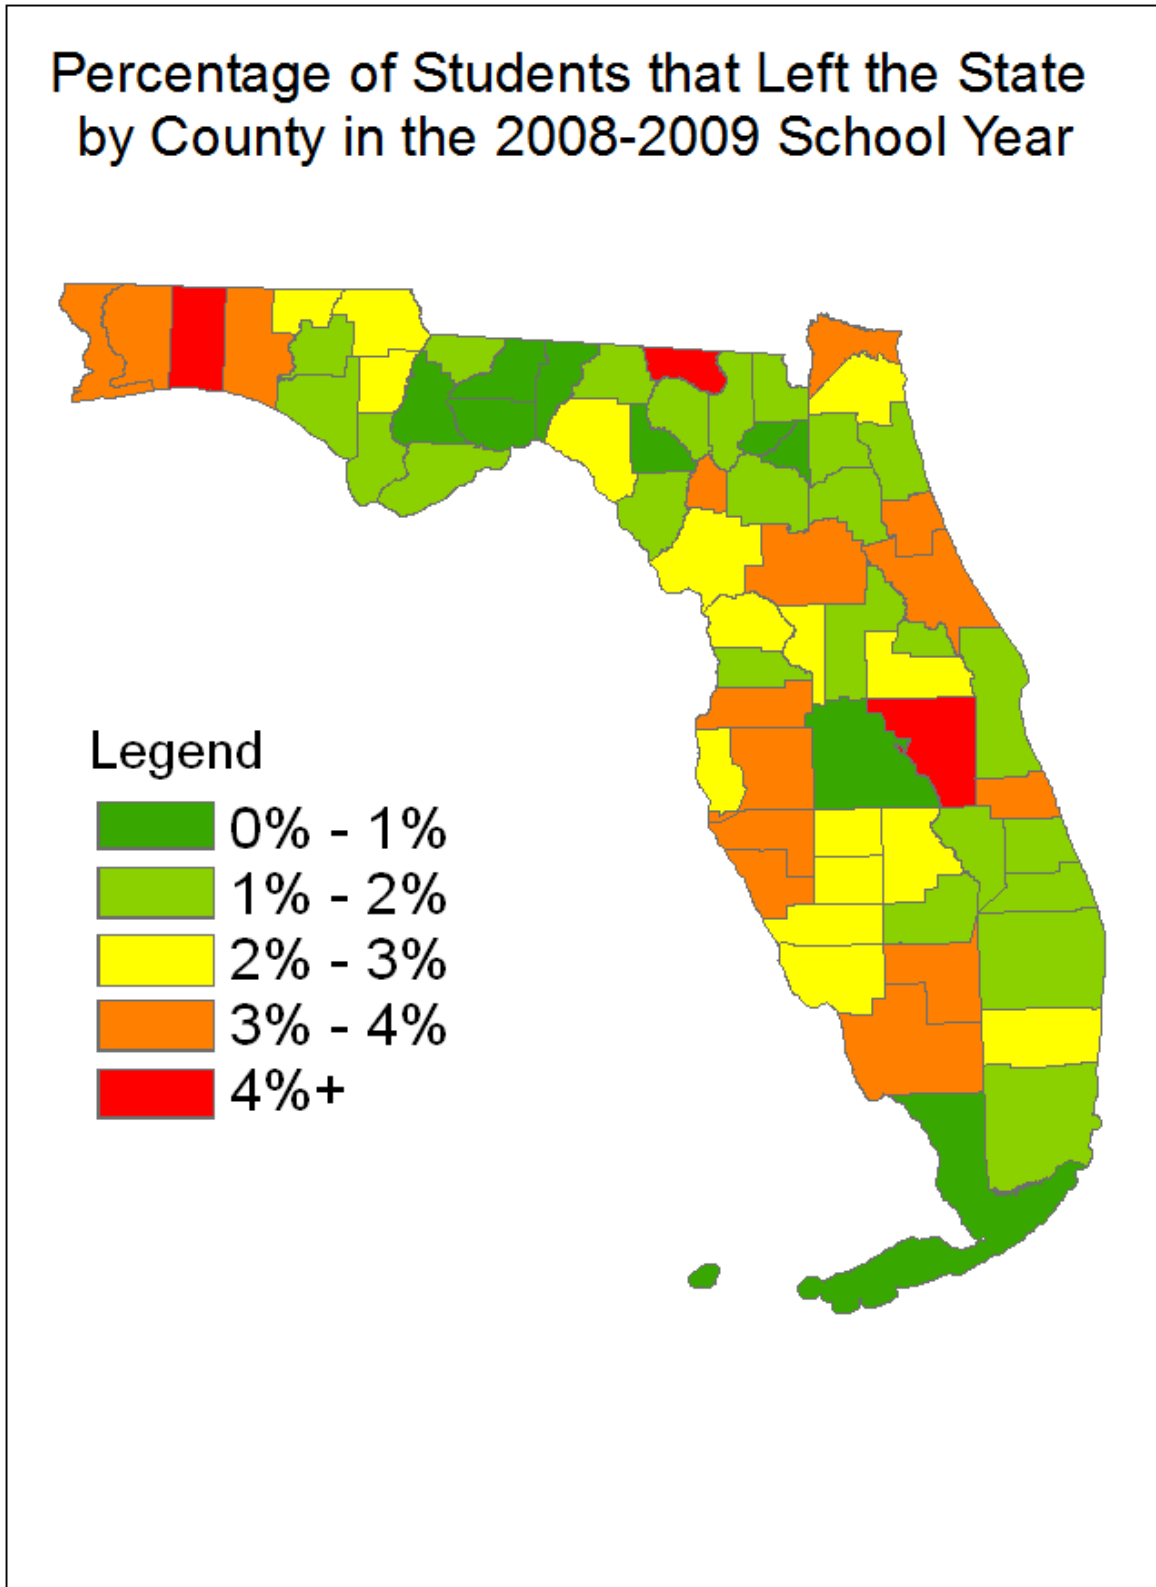 Percentage of Students that Left the State
by County in the 2008-2009 School Year
Legend
0% - 1%
1% - 2%
2% - 3%
3% - 4%
4%+